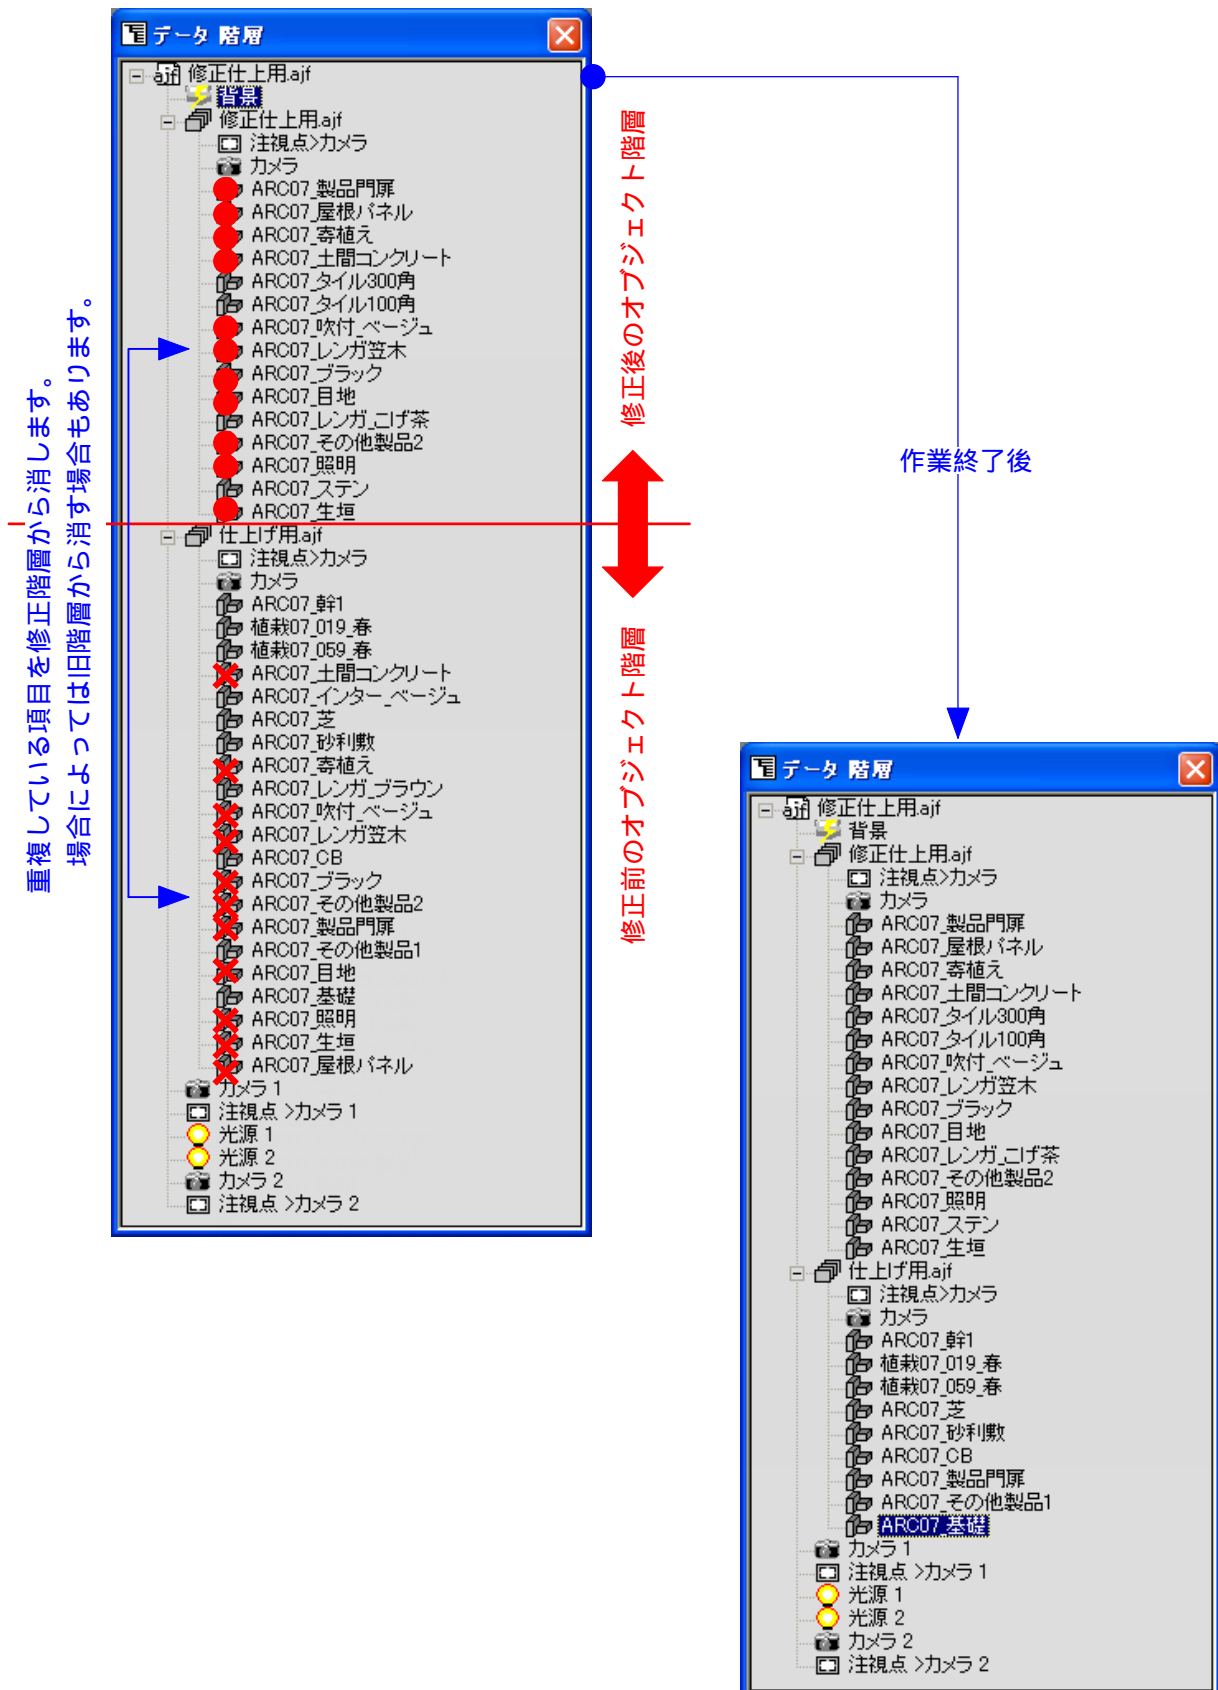 データ 階層
修正仕上用.ajf
背景
修正仕上用.ajf
注視点>カメラ
カメラ
ARC07_製品門扉
ARC07_屋根パネル
ARC07_寄植え
ARC07_土間コンクリート
ARC07_タイル300角
ARC07_タイル100角
ARC07_吹付_ベージュ
ARC07_レンガ笠木
ARC07_ブラック
ARC07_目地
ARC07_レンガ_こげ茶
ARC07_その他製品2
ARC07_照明
ARC07_ステン
ARC07_生垣
仕上げ用.ajf
注視点>カメラ
カメラ
ARC07_幹1
植栽07_019_春
植栽07_059_春
ARC07_土間コンクリート
ARC07_インター_ベージュ
ARC07_芝
ARC07_砂利敷
ARC07_寄植え
ARC07_レンガ_ブラウン
ARC07_吹付_ベージュ
ARC07_レンガ笠木
ARC07_CB
ARC07_ブラック
ARC07_その他製品2
ARC07_製品門扉
ARC07_その他製品1
ARC07_目地
ARC07_基礎
ARC07_照明
ARC07_生垣
ARC07_屋根パネル
カメラ 1
注視点 >カメラ 1
光源 1
光源 2
カメラ 2
注視点 >カメラ 2
重複している項目を修正階層から消します。
場合によっては旧階層から消す場合もあります。
修正後のオブジェクト階層
修正前のオブジェクト階層
作業終了後
データ 階層
修正仕上用.ajf
背景
修正仕上用.ajf
注視点>カメラ
カメラ
ARC07_製品門扉
ARC07_屋根パネル
ARC07_寄植え
ARC07_土間コンクリート
ARC07_タイル300角
ARC07_タイル100角
ARC07_吹付_ベージュ
ARC07_レンガ笠木
ARC07_ブラック
ARC07_目地
ARC07_レンガ_こげ茶
ARC07_その他製品2
ARC07_照明
ARC07_ステン
ARC07_生垣
仕上げ用.ajf
注視点>カメラ
カメラ
ARC07_幹1
植栽07_019_春
植栽07_059_春
ARC07_芝
ARC07_砂利敷
ARC07_CB
ARC07_製品門扉
ARC07_その他製品1
ARC07_基礎
カメラ 1
注視点 >カメラ 1
光源 1
光源 2
カメラ 2
注視点 >カメラ 2